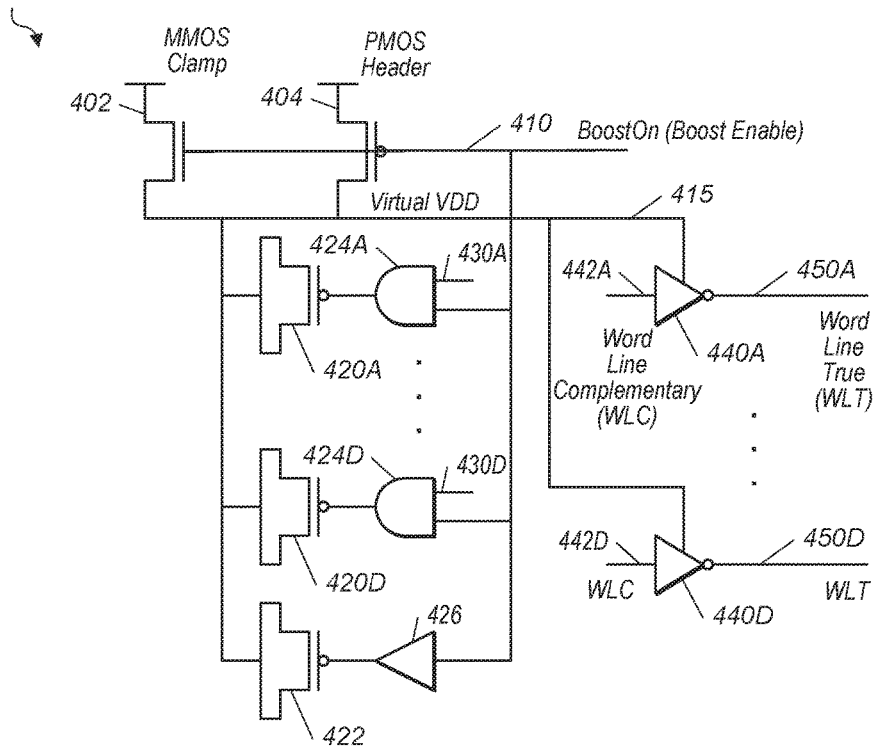 MMOS
Clamp
PMOS
Header
402
404
410
BoostOn (Boost Enable)
Virtual VDD
415
424A
430A
442A
450A
420A
Word
Line
Complementary
(WLC)
440A
Word
Line
True
(WLT)
424D
430D
442D
450D
420D
WLC
440D
WLT
426
422